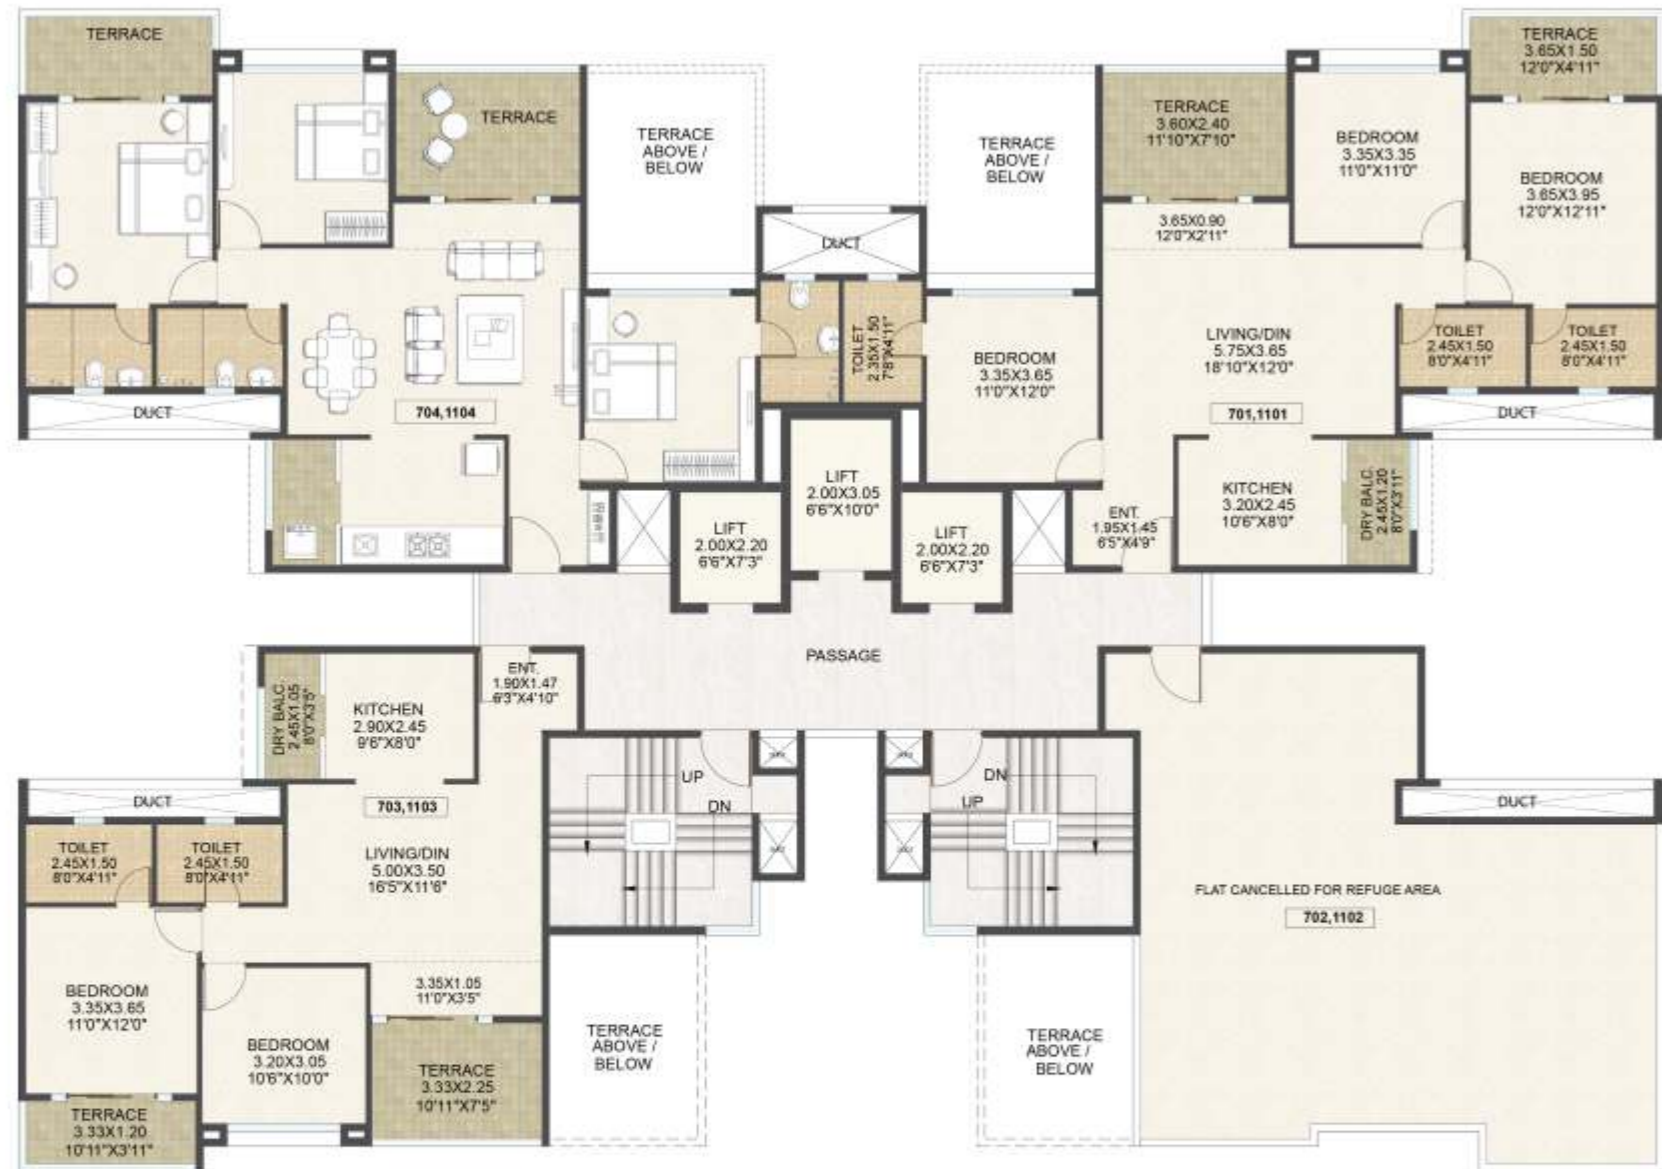 TERRACE
TERRACE
TERRACE
ABOVE /
BELOW
DUCT
DUCT
704,1104
TOILET
2.35X1.50
7'8"X4'11"
LIFT
2.00X2.20
6'6"X7'3"
LIFT
2.00X3.05
6'6"X10'0"
LIFT
2.00X2.20
6'6"X7'3"
TERRACE
ABOVE /
BELOW
BEDROOM
3.35X3.65
11'0"X12'0"
TERRACE
3.60X2.40
11'10"X7'10"
3.65X0.90
12'0"X2'11"
BEDROOM
3.35X3.35
11'0"X11'0"
TERRACE
3.65X1.50
12'0"X4'11"
BEDROOM
3.65X3.95
12'0"X12'11"
LIVING/DIN
5.75X3.65
18'10"X12'0"
701,1101
TOILET
2.45X1.50
8'0"X4'11"
TOILET
2.45X1.50
8'0"X4'11"
DUCT
KITCHEN
3.20X2.45
10'6"X8'0"
DRY BALC.
2.45X1.20
8'0"X3'11"
ENT.
1.95X1.45
6'5"X4'9"
PASSAGE
ENT.
1.90X1.47
6'3"X4'10"
KITCHEN
2.90X2.45
9'6"X8'0"
DRY BALC.
2.45X1.05
8'0"X3'5"
DUCT
703,1103
TOILET
2.45X1.50
8'0"X4'11"
TOILET
2.45X1.50
8'0"X4'11"
LIVING/DIN
5.00X3.50
16'5"X11'6"
3.35X1.05
11'0"X3'5"
BEDROOM
3.35X3.65
11'0"X12'0"
BEDROOM
3.20X3.05
10'6"X10'0"
TERRACE
3.33X2.25
10'11"X7'5"
TERRACE
3.33X1.20
10'11"X3'11"
UP
DN
DN
UP
TERRACE
ABOVE /
BELOW
TERRACE
ABOVE /
BELOW
DUCT
FLAT CANCELLED FOR REFUGE AREA
702,1102